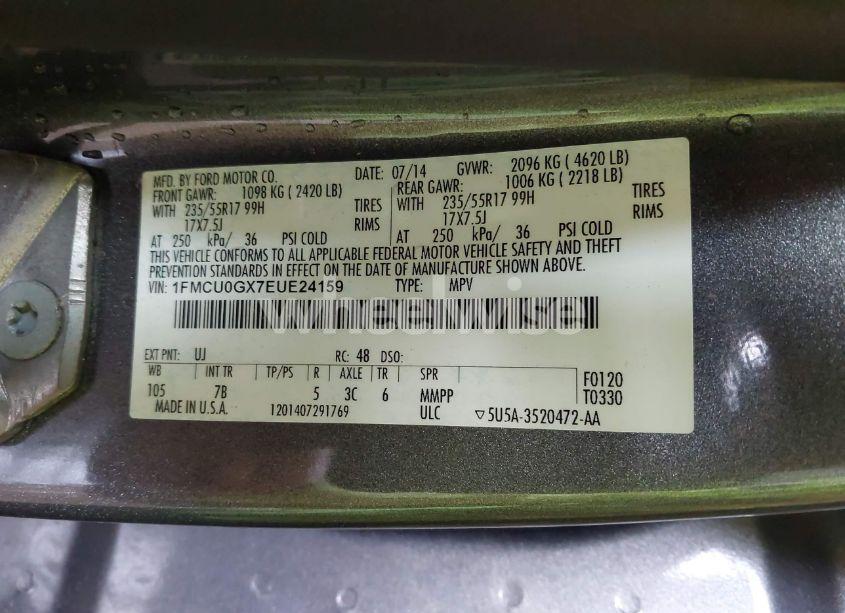 MFD. BY FORD MOTOR CO. DATE: 07/14 GVWR: 2096 KG ( 4620 LB)
FRONT GAWR: 1098 KG ( 2420 LB) REAR GAWR: 1006 KG ( 2218 LB)
WITH 235/55R17 99H TIRES WITH 235/55R17 99H TIRES
17X7.5J RIMS 17X7.5J RIMS
AT 250 kPa/ 36 PSI COLD AT 250 kPa/ 36 PSI COLD
THIS VEHICLE CONFORMS TO ALL APPLICABLE FEDERAL MOTOR VEHICLE SAFETY AND THEFT
PREVENTION STANDARDS IN EFFECT ON THE DATE OF MANUFACTURE SHOWN ABOVE.
VIN: 1FMCU0GX7EUE24159 TYPE: MPV
wheelwise
EXT PNT: UJ RC: 48 DSO:
WB INT TR TP/PS R AXLE TR SPR F0120
105 7B 5 3C 6 MMPP T0330
MADE IN U.S.A. 1201407291769 ULC ▽5U5A-3520472-AA